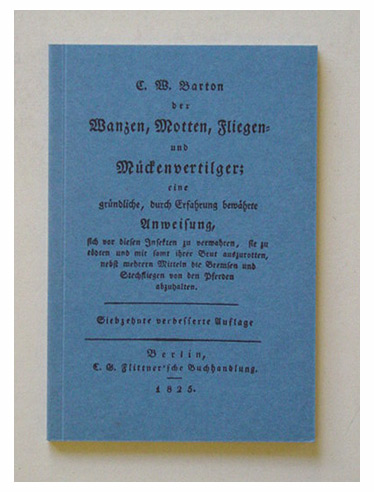 C. W. Barton
der
Wanzen, Motten, Fliegen-
und
Mückenvertilger;
eine
gründliche, durch Erfahrung bewährte
Anweisung,
sich vor diesen Insekten zu verwahren, sie zu
tödten und mit samt ihrer Brut auszurotten,
nebst mehrern Mitteln die Bremsen und
Stechfliegen von den Pferden
abzuhalten.
Siebzehnte verbesserte Auflage
Berlin,
C. G. Flittner'sche Buchhandlung.
1825.